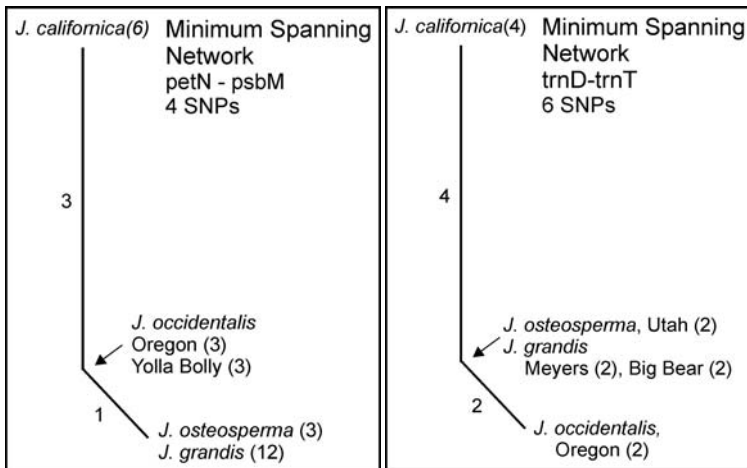 J. californica(6)
Minimum Spanning
Network
petN - psbM
4 SNPs
3
J. occidentalis
Oregon (3)
Yolla Bolly (3)
1
J. osteosperma (3)
J. grandis (12)
J. californica(4)
Minimum Spanning
Network
trnD-trnT
6 SNPs
4
J. osteosperma, Utah (2)
J. grandis
Meyers (2), Big Bear (2)
2
J. occidentalis,
Oregon (2)